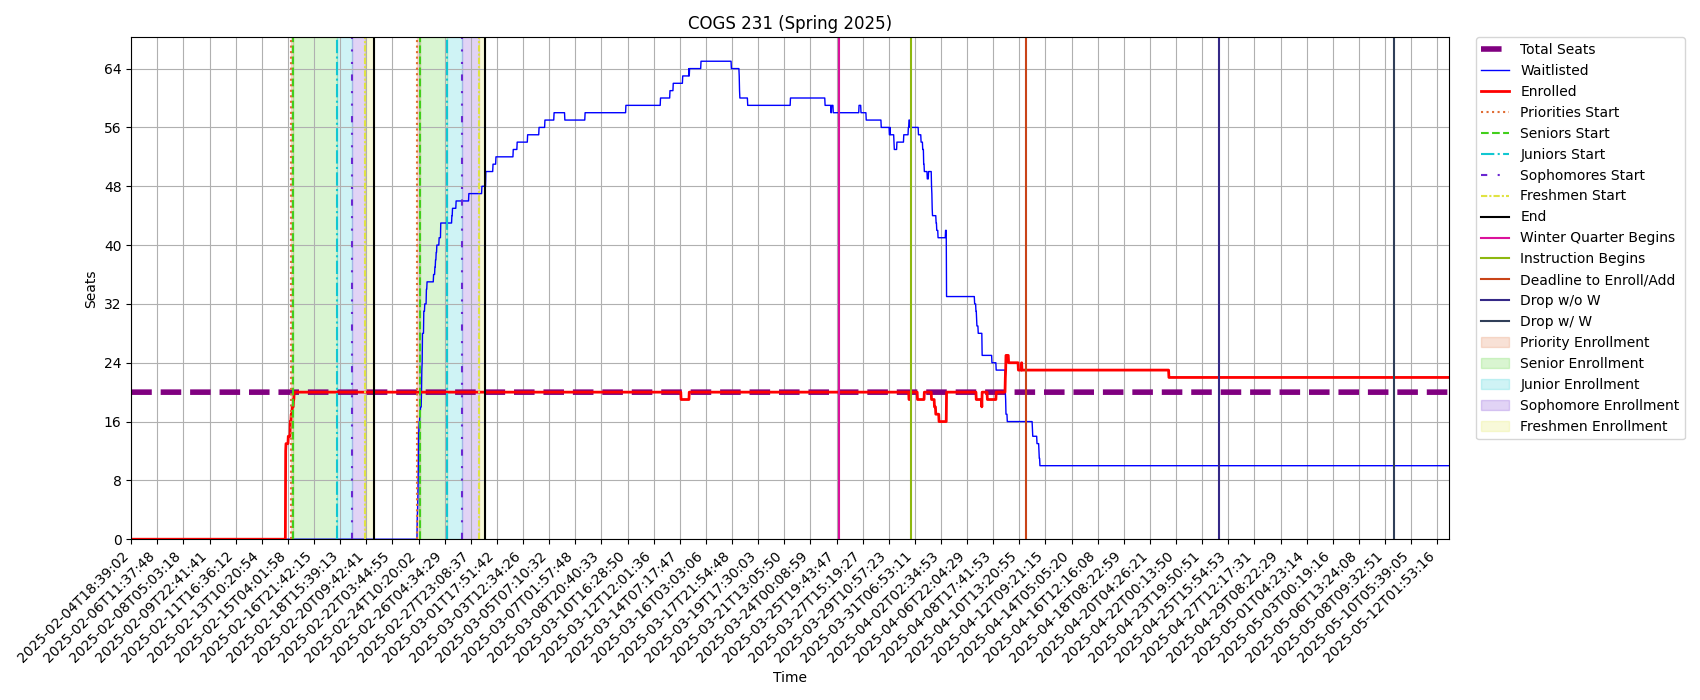 COGS 231 (Spring 2025)
Seats
64
56
48
40
32
24
16
8
0
2025-02-04T18:39:02
2025-02-06T11:37:48
2025-02-08T05:03:18
2025-02-09T22:41:41
2025-02-11T16:36:12
2025-02-13T10:20:54
2025-02-15T04:01:58
2025-02-16T21:42:15
2025-02-18T15:39:13
2025-02-20T09:42:41
2025-02-22T03:44:55
2025-02-24T10:20:02
2025-02-26T04:34:29
2025-02-27T23:08:37
2025-03-01T17:51:42
2025-03-03T12:34:26
2025-03-05T07:10:32
2025-03-07T01:57:48
2025-03-08T20:40:33
2025-03-10T16:28:50
2025-03-12T12:01:36
2025-03-14T07:17:47
2025-03-16T03:03:06
2025-03-17T21:54:48
2025-03-19T17:30:03
2025-03-21T13:05:50
2025-03-24T00:08:59
2025-03-25T19:43:47
2025-03-27T15:19:27
2025-03-29T10:57:23
2025-03-31T06:53:11
2025-04-02T02:34:53
2025-04-06T22:04:29
2025-04-08T17:41:53
2025-04-10T13:20:55
2025-04-12T09:21:15
2025-04-14T05:05:20
2025-04-16T12:16:08
2025-04-18T08:22:59
2025-04-20T04:26:21
2025-04-22T00:13:50
2025-04-23T19:50:51
2025-04-25T15:54:53
2025-04-27T12:17:31
2025-04-29T08:22:29
2025-05-01T04:23:14
2025-05-03T00:19:16
2025-05-06T13:24:08
2025-05-08T09:32:51
2025-05-10T05:39:05
2025-05-12T01:53:16
Time
Total Seats
Waitlisted
Enrolled
Priorities Start
Seniors Start
Juniors Start
Sophomores Start
Freshmen Start
End
Winter Quarter Begins
Instruction Begins
Deadline to Enroll/Add
Drop w/o W
Drop w/ W
Priority Enrollment
Senior Enrollment
Junior Enrollment
Sophomore Enrollment
Freshmen Enrollment